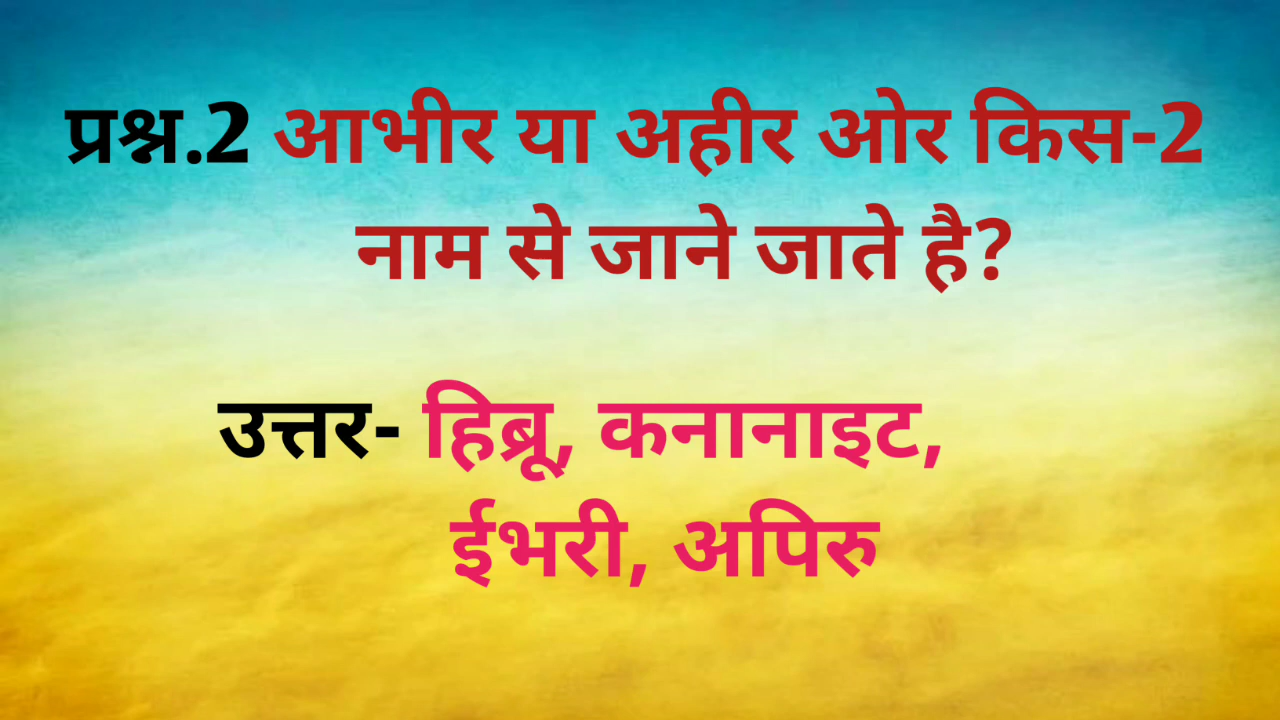 प्रश्न.2 आभीर या अहीर ओर किस-2
नाम से जाने जाते है?
उत्तर- हिब्रू, कनानाइट,
ईभरी, अपिरु